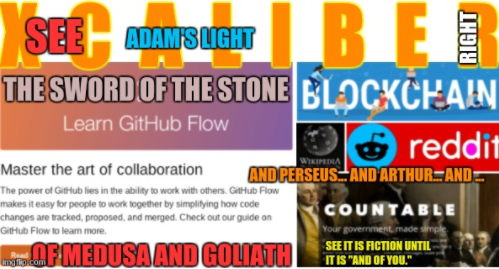 XCALIBER
SEE
ADAM'S LIGHT
RIGHT
THE SWORD OF THE STONE
Learn GitHub Flow
BLOCKCHAIN
WIKIPEDIA
reddit
Master the art of collaboration
AND PERSEUS... AND ARTHUR... AND ...
The power of GitHub lies in the ability to work with others. GitHub Flow
makes it easy for people to work together by simplifying how code
changes are tracked, proposed, and merged. Check out our guide on
GitHub Flow to learn more.
COUNTABLE
Your government, made simple.
SEE IT IS FICTION UNTIL
IT IS "AND OF YOU."
Read
OF MEDUSA AND GOLIATH
imgflip.com